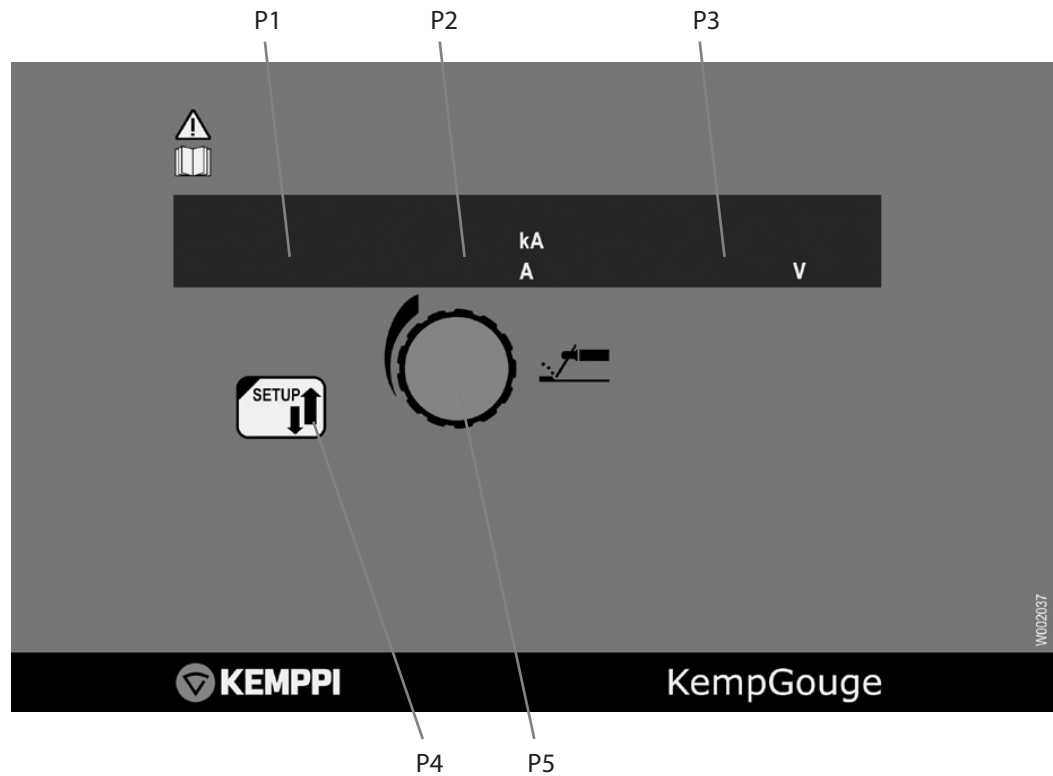 P1 P2 P3
kA
A V
SETUP
W002037
KEMPPI KempGouge
P4 P5